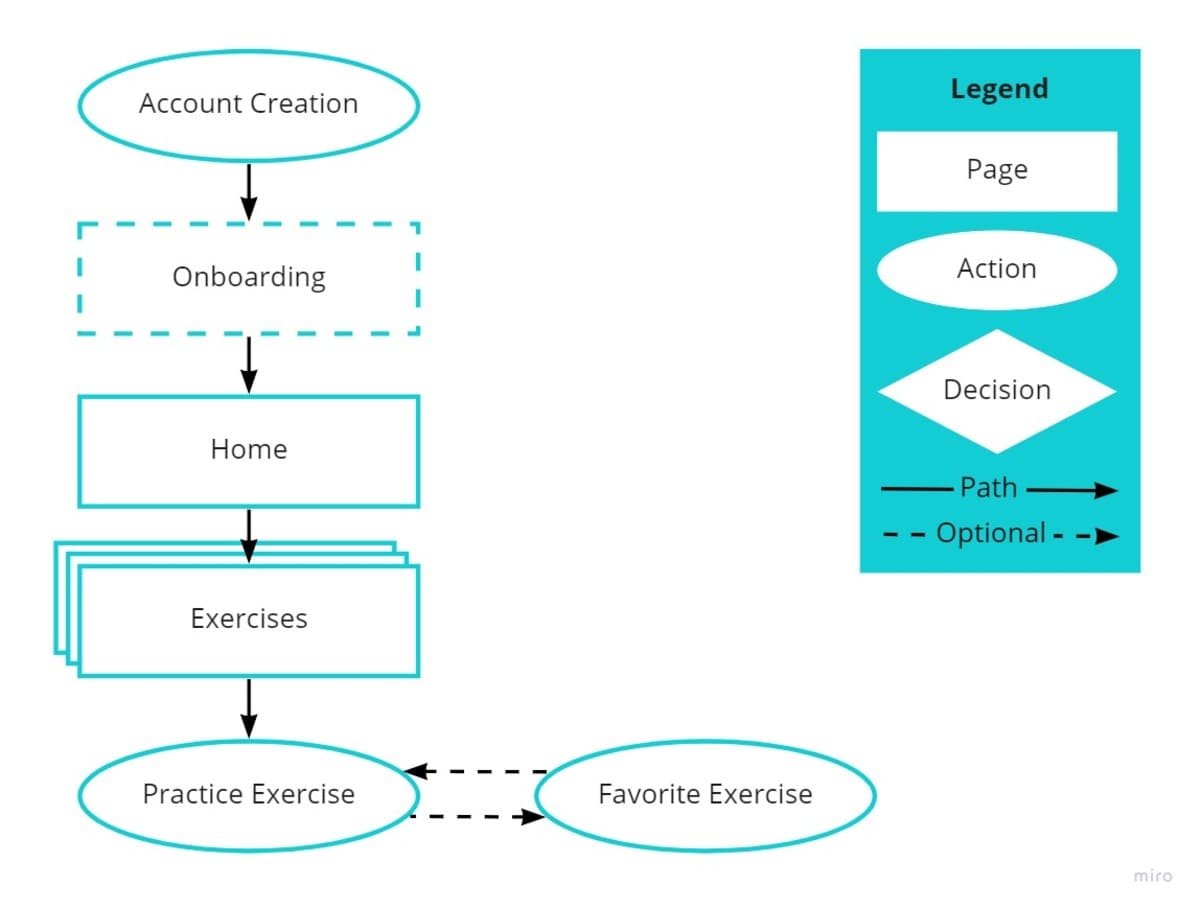 Account Creation
Onboarding
Home
Exercises
Practice Exercise
Favorite Exercise
Legend
Page
Action
Decision
Path
Optional
miro